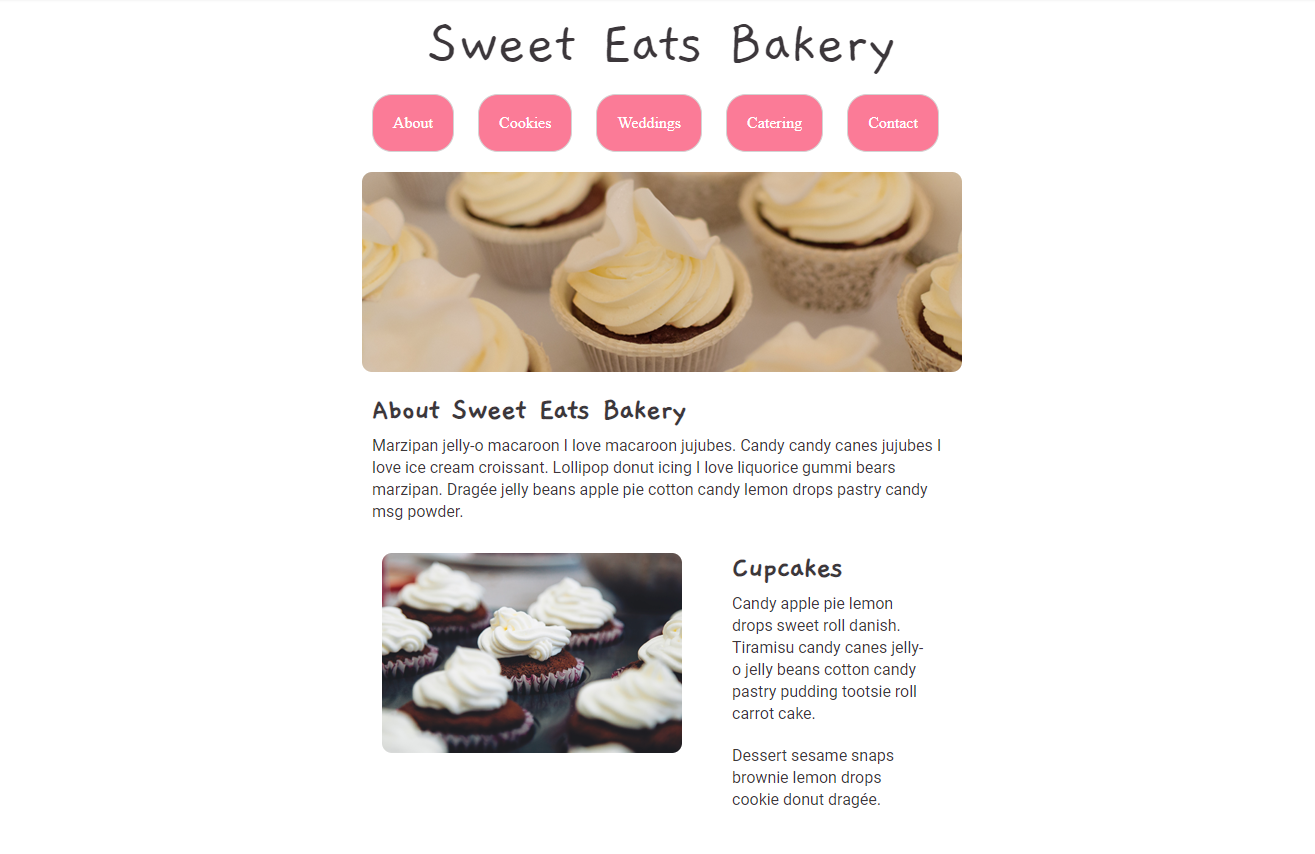 Sweet Eats Bakery
About
Cookies
Weddings
Catering
Contact
About Sweet Eats Bakery
Marzipan jelly-o macaroon I love macaroon jujubes. Candy candy canes jujubes I
love ice cream croissant. Lollipop donut icing I love liquorice gummi bears
marzipan. Dragée jelly beans apple pie cotton candy lemon drops pastry candy
msg powder.
Cupcakes
Candy apple pie lemon
drops sweet roll danish.
Tiramisu candy canes jelly-
o jelly beans cotton candy
pastry pudding tootsie roll
carrot cake.
Dessert sesame snaps
brownie lemon drops
cookie donut dragée.